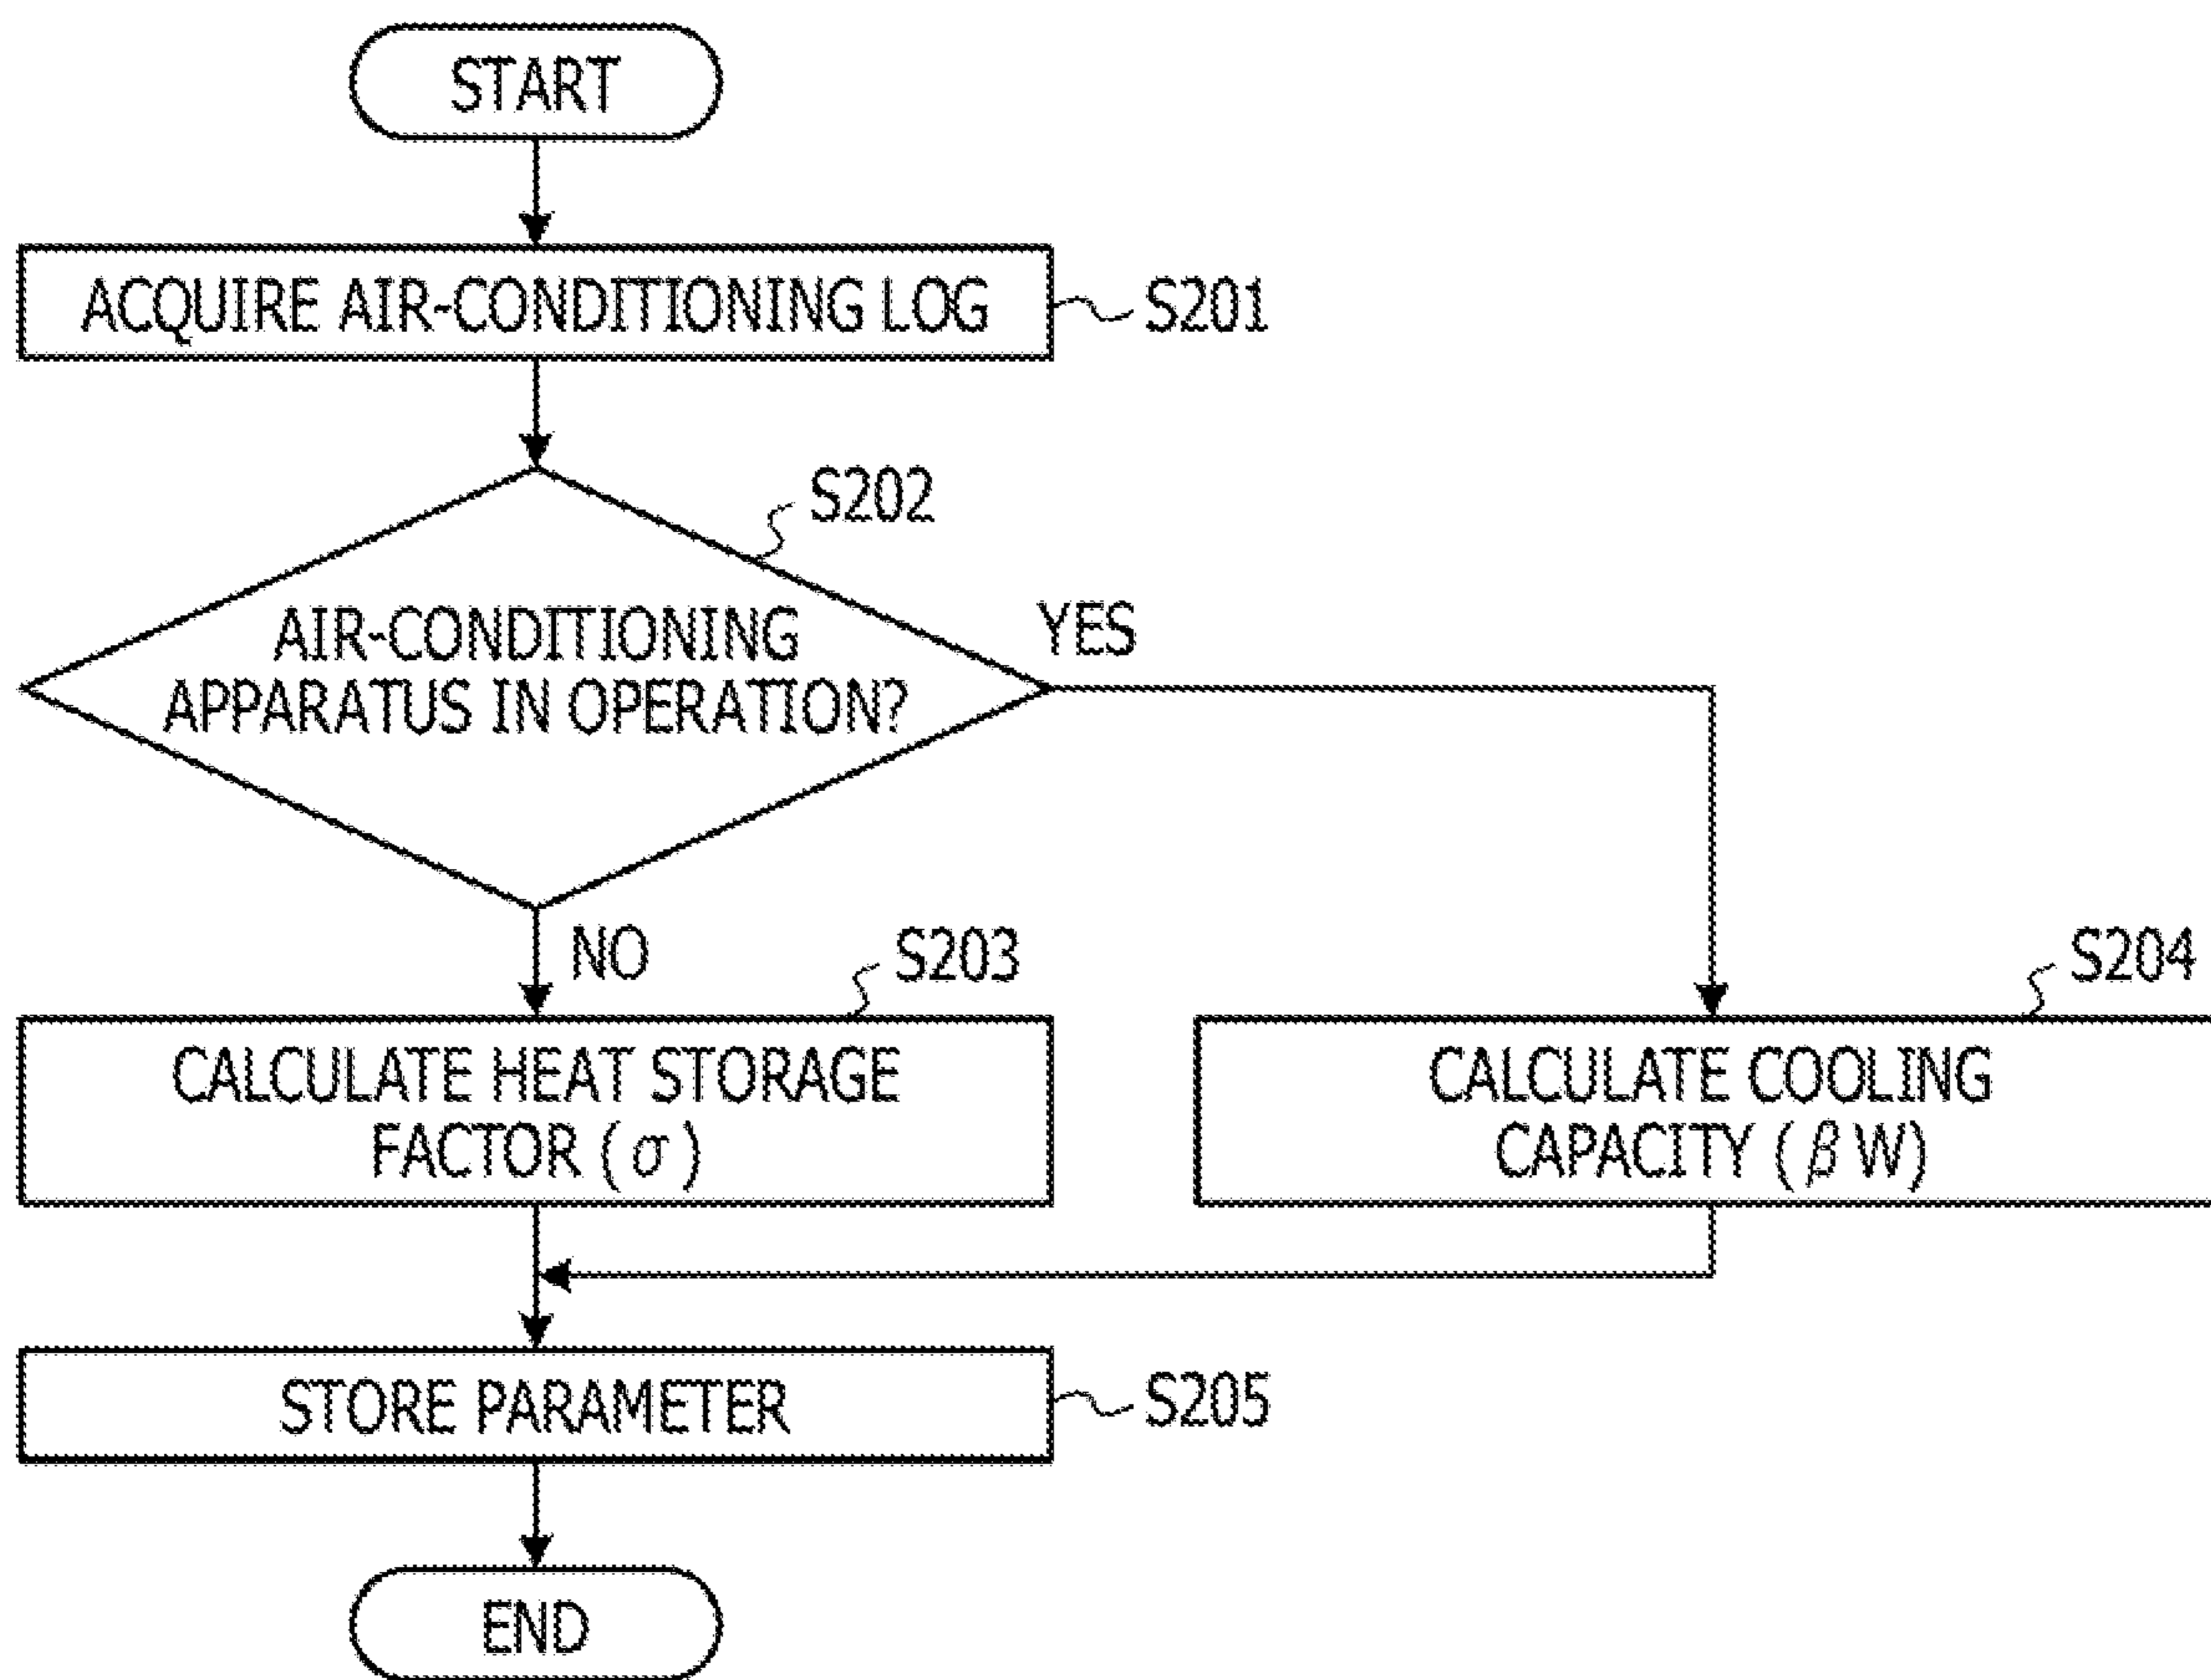 START
ACQUIRE AIR-CONDITIONING LOG
S201
S202
AIR-CONDITIONING
APPARATUS IN OPERATION?
YES
NO
S203
CALCULATE HEAT STORAGE
FACTOR (σ)
S204
CALCULATE COOLING
CAPACITY (β W)
STORE PARAMETER
S205
END